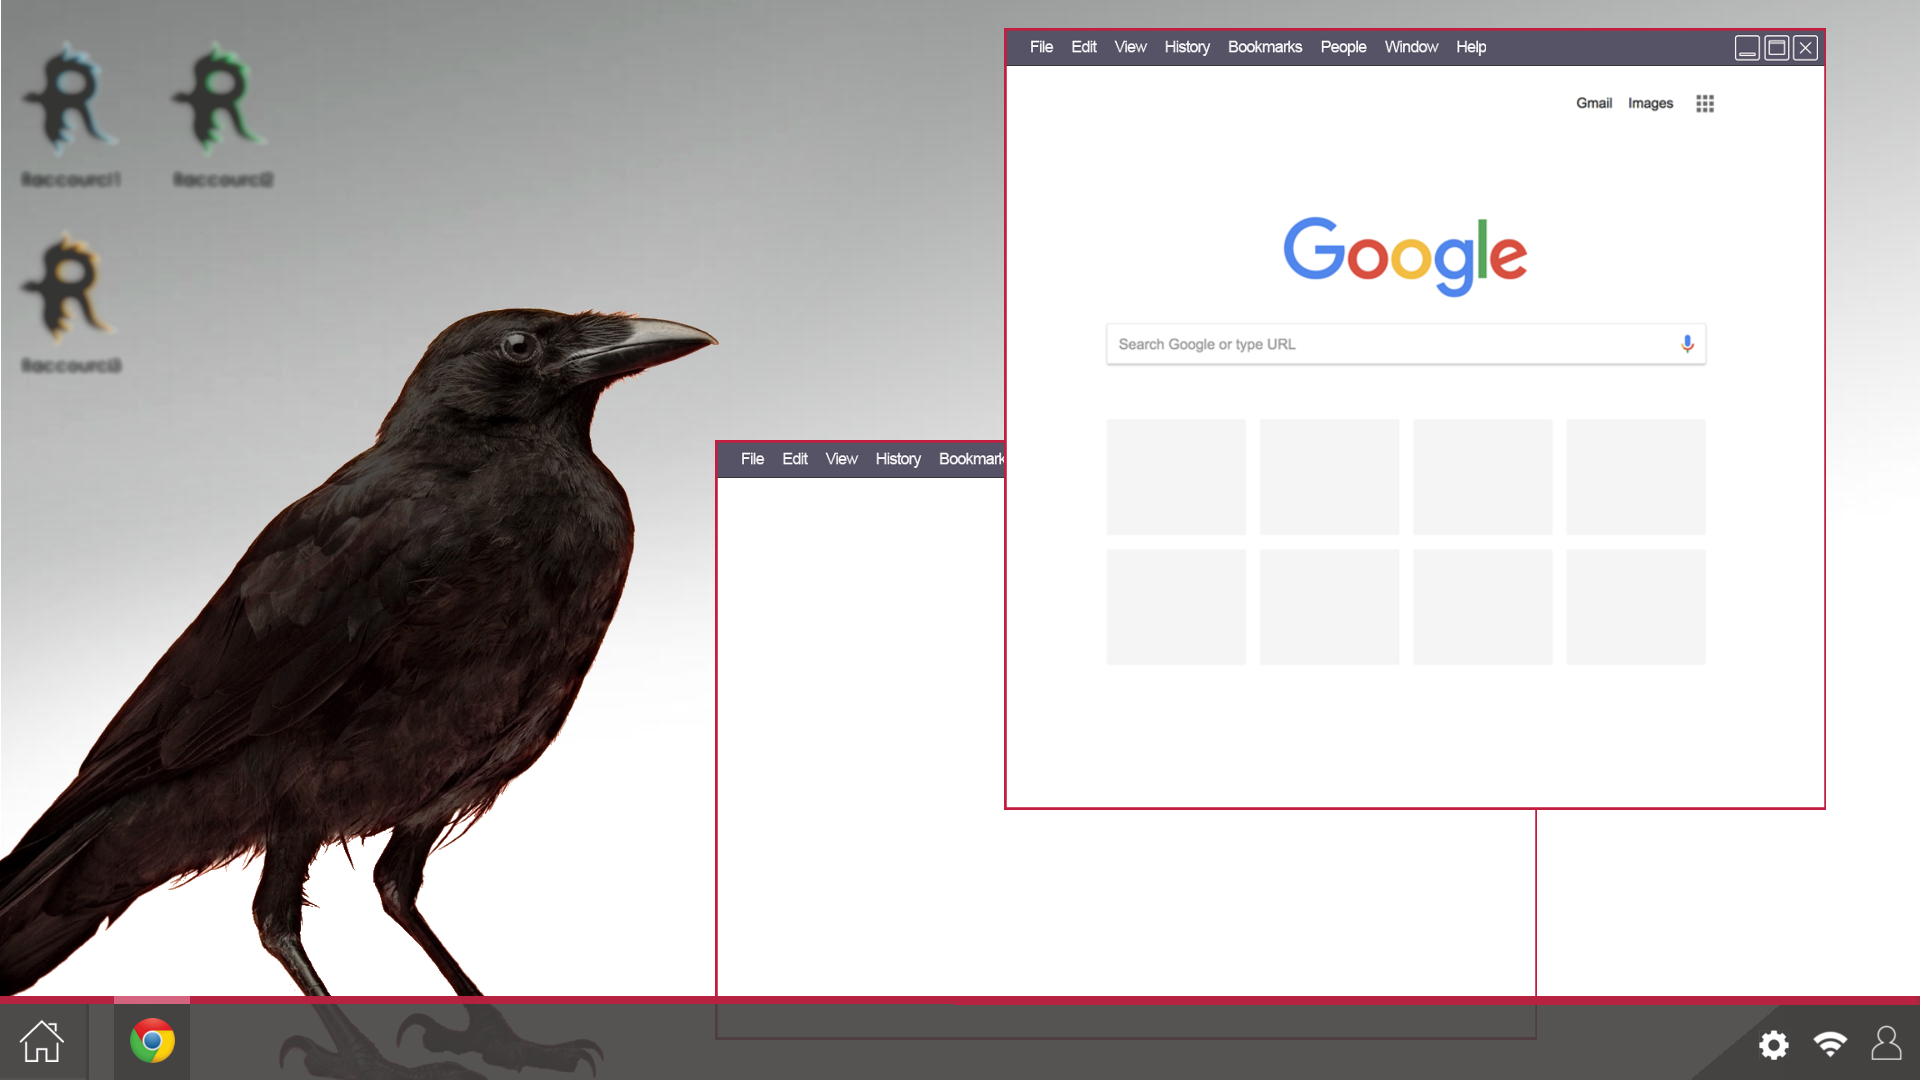 File Edit View History Bookmarks People Window Help
Gmail Images
Google
Search Google or type URL
Raccourci1 Raccourci2
Raccourci3
File Edit View History Bookmark